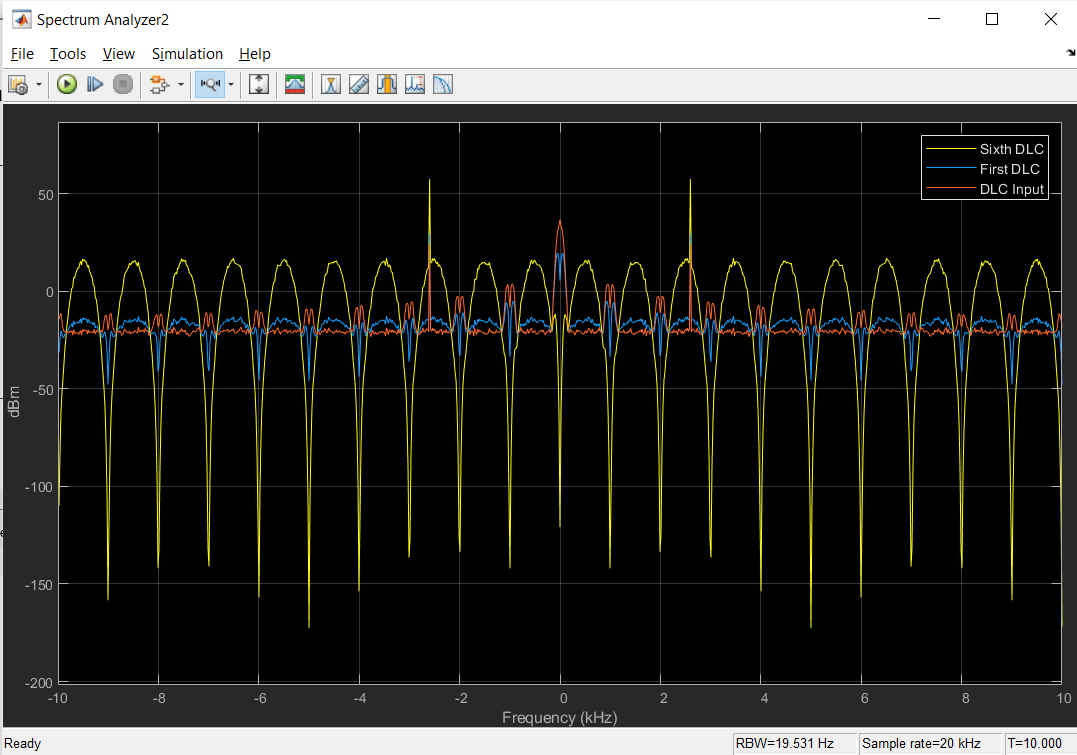 Spectrum Analyzer2
File Tools View Simulation Help
Sixth DLC
First DLC
DLC Input
50
0
-50
-100
-150
-200
dBm
-10 -8 -6 -4 -2 0 2 4 6 8 10
Frequency (kHz)
Ready RBW=19.531 Hz Sample rate=20 kHz T=10.000